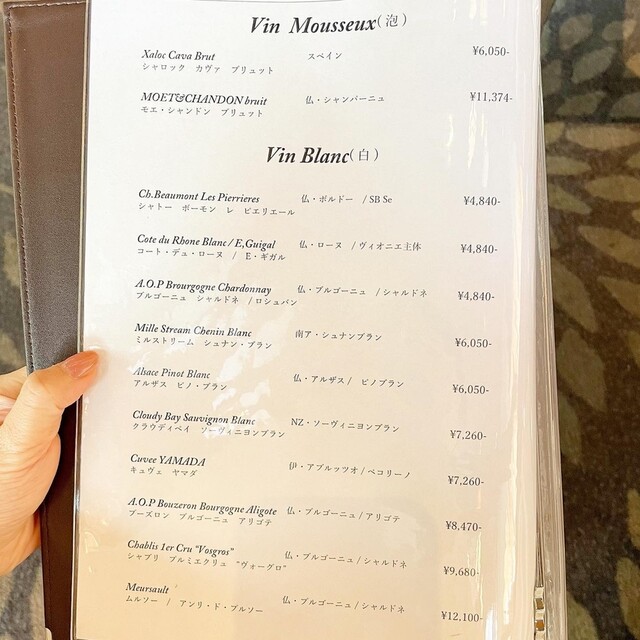 Vin Mousseux(泡)
Xaloc Cava Brut スペイン ¥6,050-
シャロック カヴァ ブリュット
MOET&CHANDON bruit 仏・シャンパーニュ ¥11,374-
モエ・シャンドン ブリュット
Vin Blanc(白)
Ch.Beaumont Les Pierrieres 仏・ボルドー / SB Se ¥4,840-
シャトー ボーモン レ ピエリエール
Cote du Rhone Blanc / E,Guigal 仏・ローヌ / ヴィオニエ主体 ¥4,840-
コート・デュ・ローヌ / E・ギガル
A.O.P Brourgogne Chardonnay 仏・ブルゴーニュ / シャルドネ ¥4,840-
ブルゴーニュ シャルドネ / ロシュバン
Mille Stream Chenin Blanc 南ア・シュナンブラン ¥6,050-
ミルストリーム シュナン・ブラン
Alsace Pinot Blanc 仏・アルザス / ピノブラン ¥6,050-
アルザス ピノ・ブラン
Cloudy Bay Sauvignon Blanc NZ・ソーヴィニヨンブラン ¥7,260-
クラウディベイ ソーヴィニヨンブラン
Cuvee YAMADA 伊・アブルッツオ / ペコリーノ ¥7,260-
キュヴェ ヤマダ
A.O.P Bouzeron Bourgogne Aligote 仏・ブルゴーニュ / アリゴテ ¥8,470-
ブーズロン ブルゴーニュ アリゴテ
Chablis 1er Cru "Vosgros" 仏・ブルゴーニュ / シャルドネ ¥9,680-
シャブリ プルミエクリュ "ヴォーグロ"
Meursault 仏・ブルゴーニュ / シャルドネ ¥12,100-
ムルソー / アンリ・ド・ブルソー